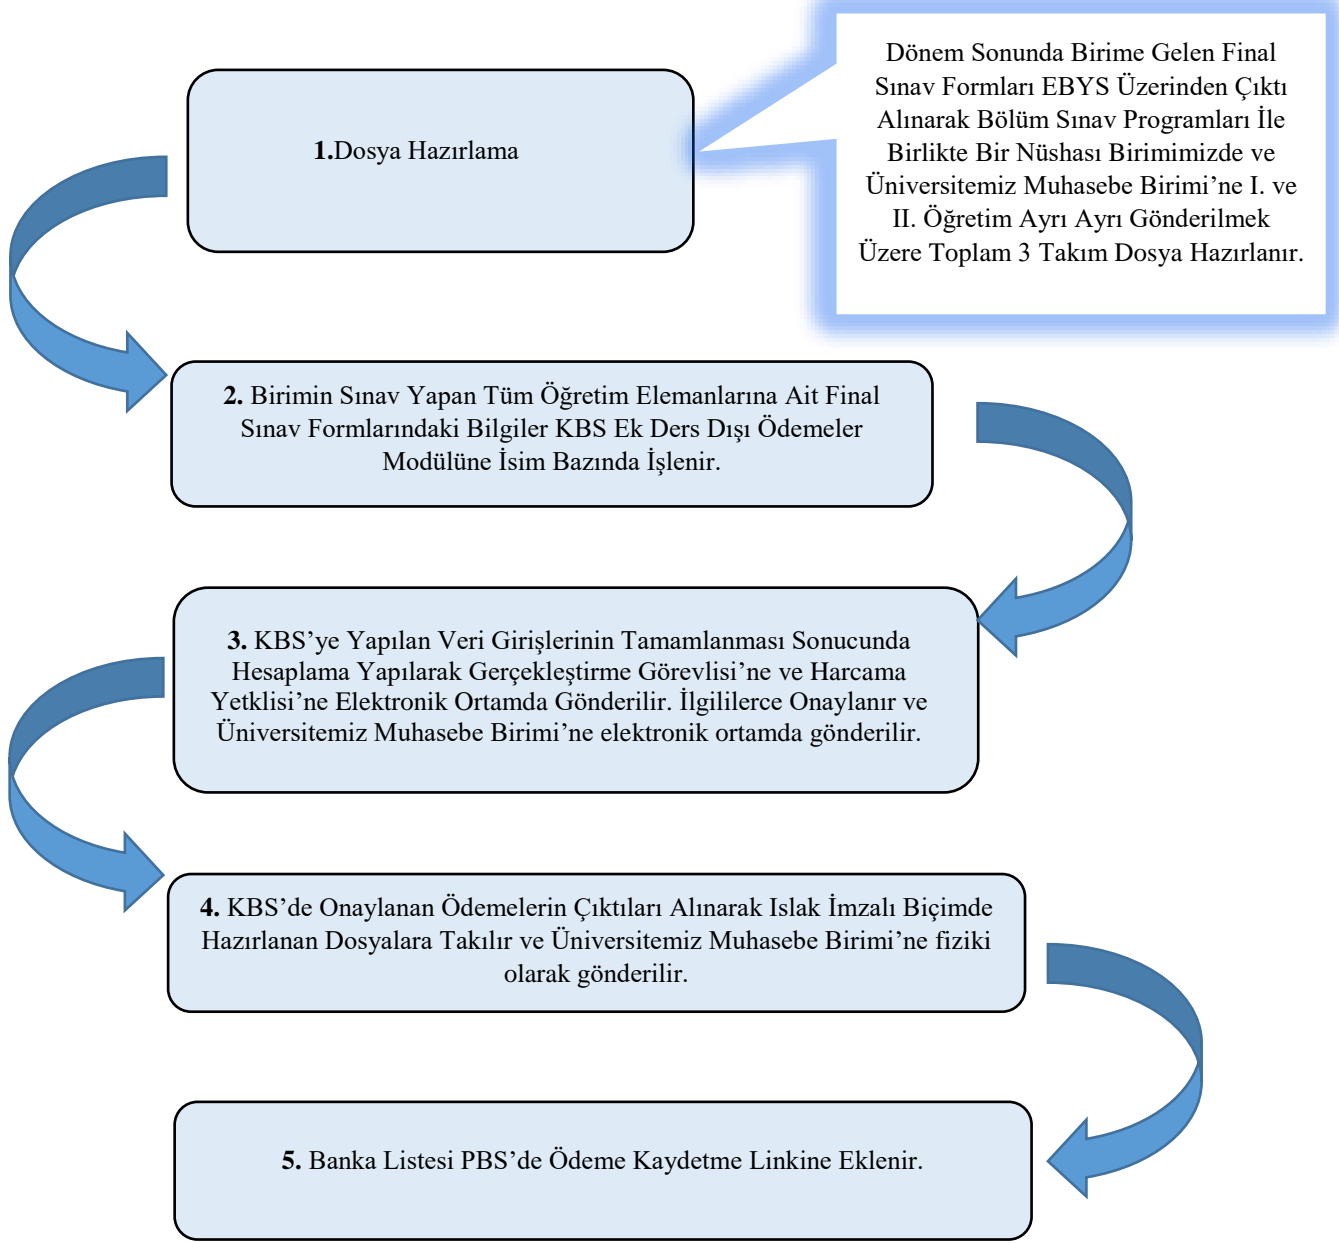 1.Dosya Hazırlama
Dönem Sonunda Birime Gelen Final
Sınav Formları EBYS Üzerinden Çıktı
Alınarak Bölüm Sınav Programları İle
Birlikte Bir Nüshası Birimimizde ve
Üniversitemiz Muhasebe Birimi’ne I. ve
II. Öğretim Ayrı Ayrı Gönderilmek
Üzere Toplam 3 Takım Dosya Hazırlanır.
2. Birimin Sınav Yapan Tüm Öğretim Elemanlarına Ait Final
Sınav Formlarındaki Bilgiler KBS Ek Ders Dışı Ödemeler
Modülüne İsim Bazında İşlenir.
3. KBS’ye Yapılan Veri Girişlerinin Tamamlanması Sonucunda
Hesaplama Yapılarak Gerçekleştirme Görevlisi’ne ve Harcama
Yetklisi’ne Elektronik Ortamda Gönderilir. İlgililerce Onaylanır ve
Üniversitemiz Muhasebe Birimi’ne elektronik ortamda gönderilir.
4. KBS’de Onaylanan Ödemelerin Çıktıları Alınarak Islak İmzalı Biçimde
Hazırlanan Dosyalara Takılır ve Üniversitemiz Muhasebe Birimi’ne fiziki
olarak gönderilir.
5. Banka Listesi PBS’de Ödeme Kaydetme Linkine Eklenir.